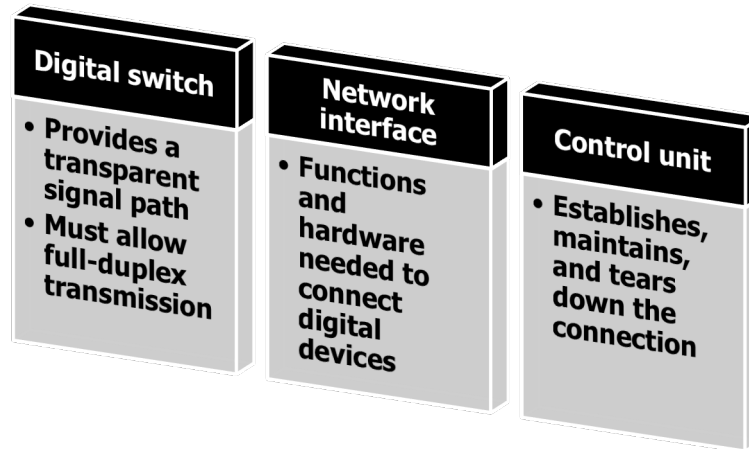 Digital switch
• Provides a
transparent
signal path
• Must allow
full-duplex
transmission
Network
interface
• Functions
and
hardware
needed to
connect
digital
devices
Control unit
• Establishes,
maintains,
and tears
down the
connection